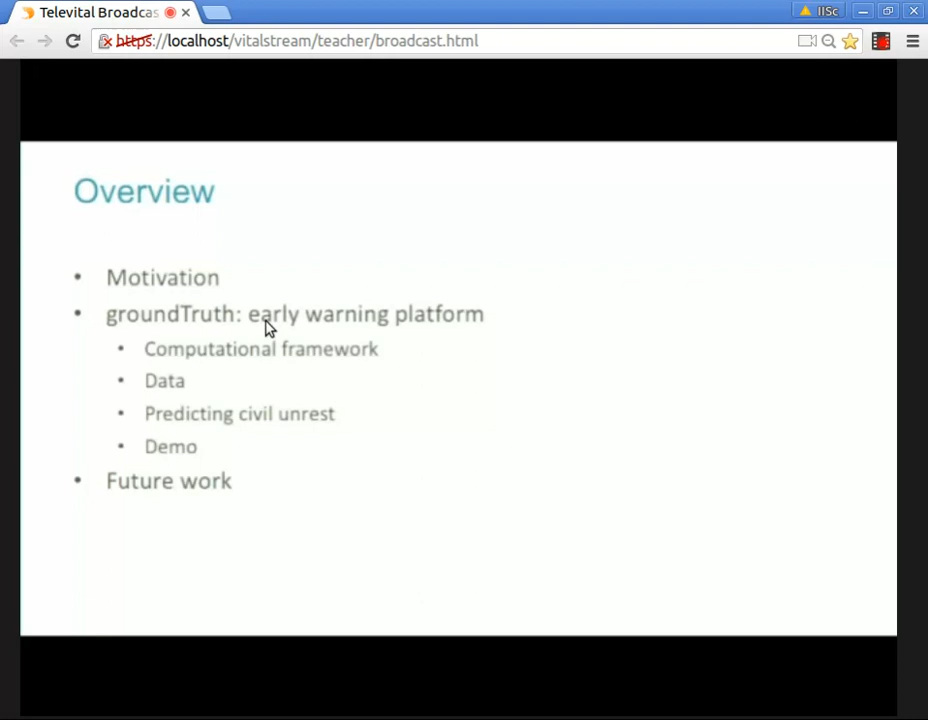 Televital Broadcas
IISc
https://localhost/vitalstream/teacher/broadcast.html
Overview
• Motivation
• groundTruth: early warning platform
• Computational framework
• Data
• Predicting civil unrest
• Demo
• Future work